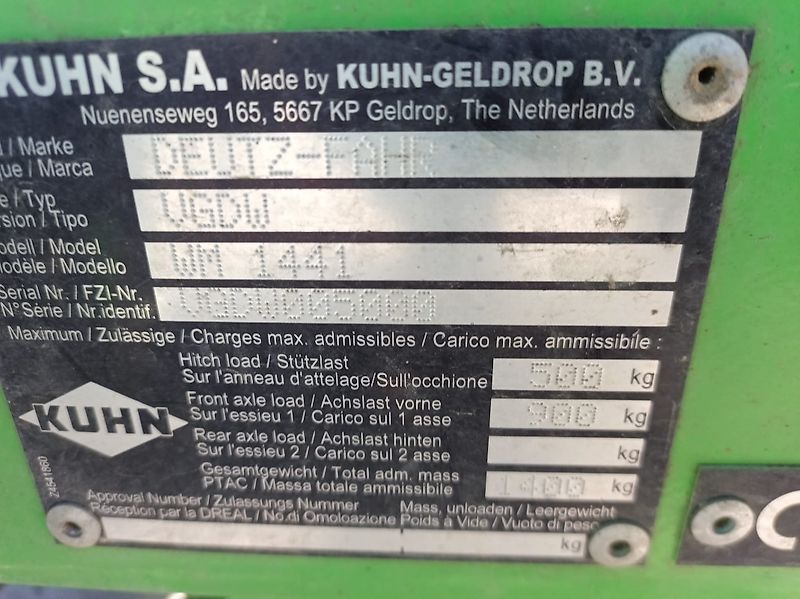 KUHN S.A. Made by KUHN-GELDROP B.V.
Nuenenseweg 165, 5667 KP Geldrop, The Netherlands
/ Marke
que / Marca
DEUTZ-FAHR
e / Typ
rsion / Tipo
VGDW
odell / Model
Modèle / Modello
WM 1441
Serial Nr. / FZI-Nr.
N° Série / Nr.identif.
VGDW005000
Maximum / Zulässige / Charges max. admissibles / Carico max. ammissibile :
Hitch load / Stützlast
Sur l'anneau d'attelage/Sull'occhione
500 kg
Front axle load / Achslast vorne
Sur l'essieu 1 / Carico sul 1 asse
900 kg
Rear axle load / Achslast hinten
Sur l'essieu 2 / Carico sul 2 asse
kg
Gesamtgewicht / Total adm. mass
PTAC / Massa totale ammissibile
1400 kg
KUHN
Z4541860
Approval Number / Zulassungs Nummer
Réception par la DREAL / No.di Omoloazione
Mass, unloaden / Leergewicht
Poids à Vide / Vuoto di peso
kg